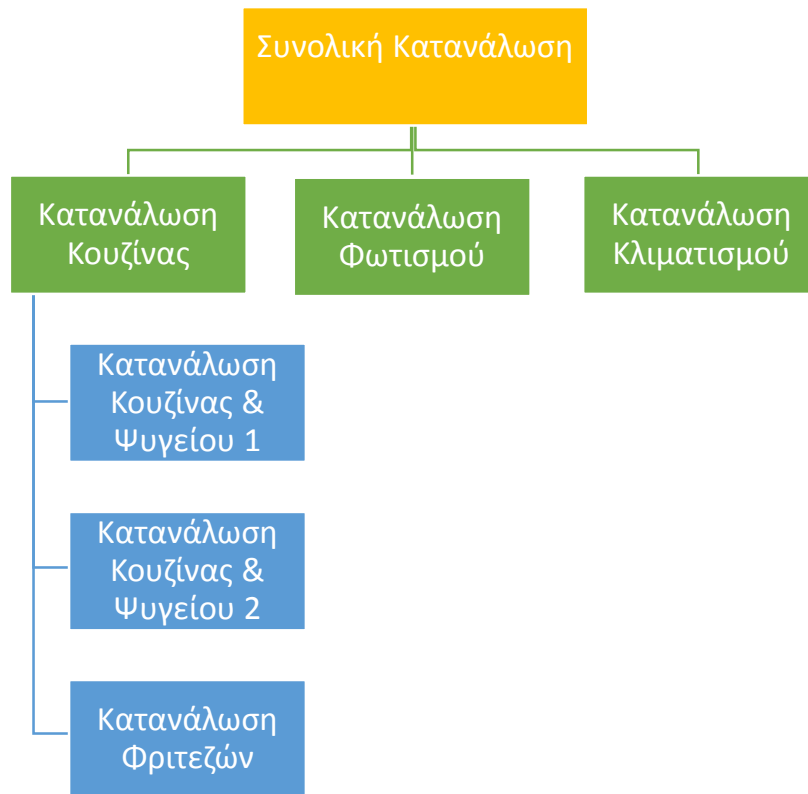 Συνολική Κατανάλωση
Κατανάλωση
Κουζίνας
Κατανάλωση
Φωτισμού
Κατανάλωση
Κλιματισμού
Κατανάλωση
Κουζίνας &
Ψυγείου 1
Κατανάλωση
Κουζίνας &
Ψυγείου 2
Κατανάλωση
Φριτεζών